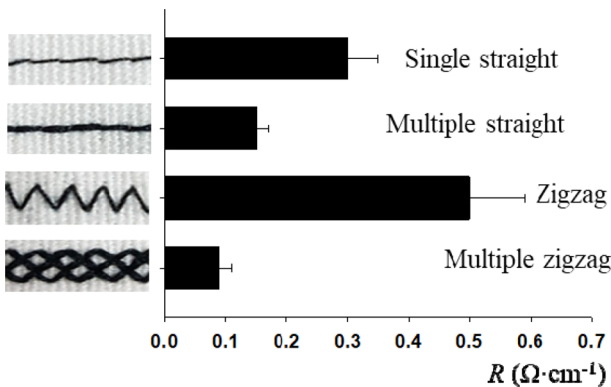 Single straight
Multiple straight
Zigzag
Multiple zigzag
0.0 0.1 0.2 0.3 0.4 0.5 0.6 0.7
R (Ω·cm⁻¹)